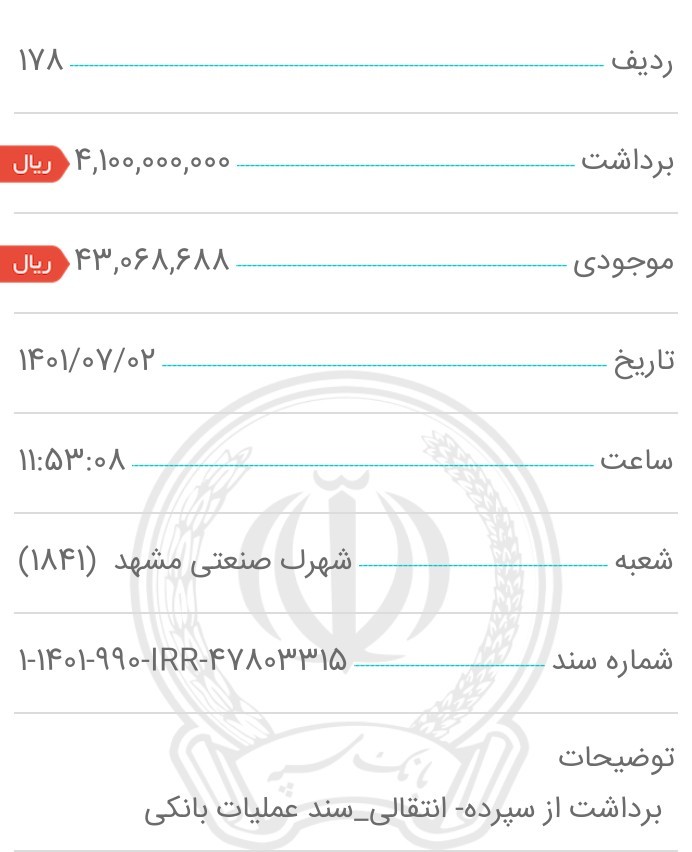 ردیف ۱۷۸
برداشت ۴,۱۰۰,۰۰۰,۰۰۰ ریال
موجودی ۴۳,۰۶۸,۶۸۸ ریال
تاریخ ۱۴۰۱/۰۷/۰۲
ساعت ۱۱:۵۳:۰۸
شعبه شهرک صنعتی مشهد (۱۸۴۱)
شماره سند ۱-۱۴۰۱-۹۹۰-IRR-۴۷۸۰۳۳۱۵
توضیحات
برداشت از سپرده- انتقالی_سند عملیات بانکی
بانک سپه